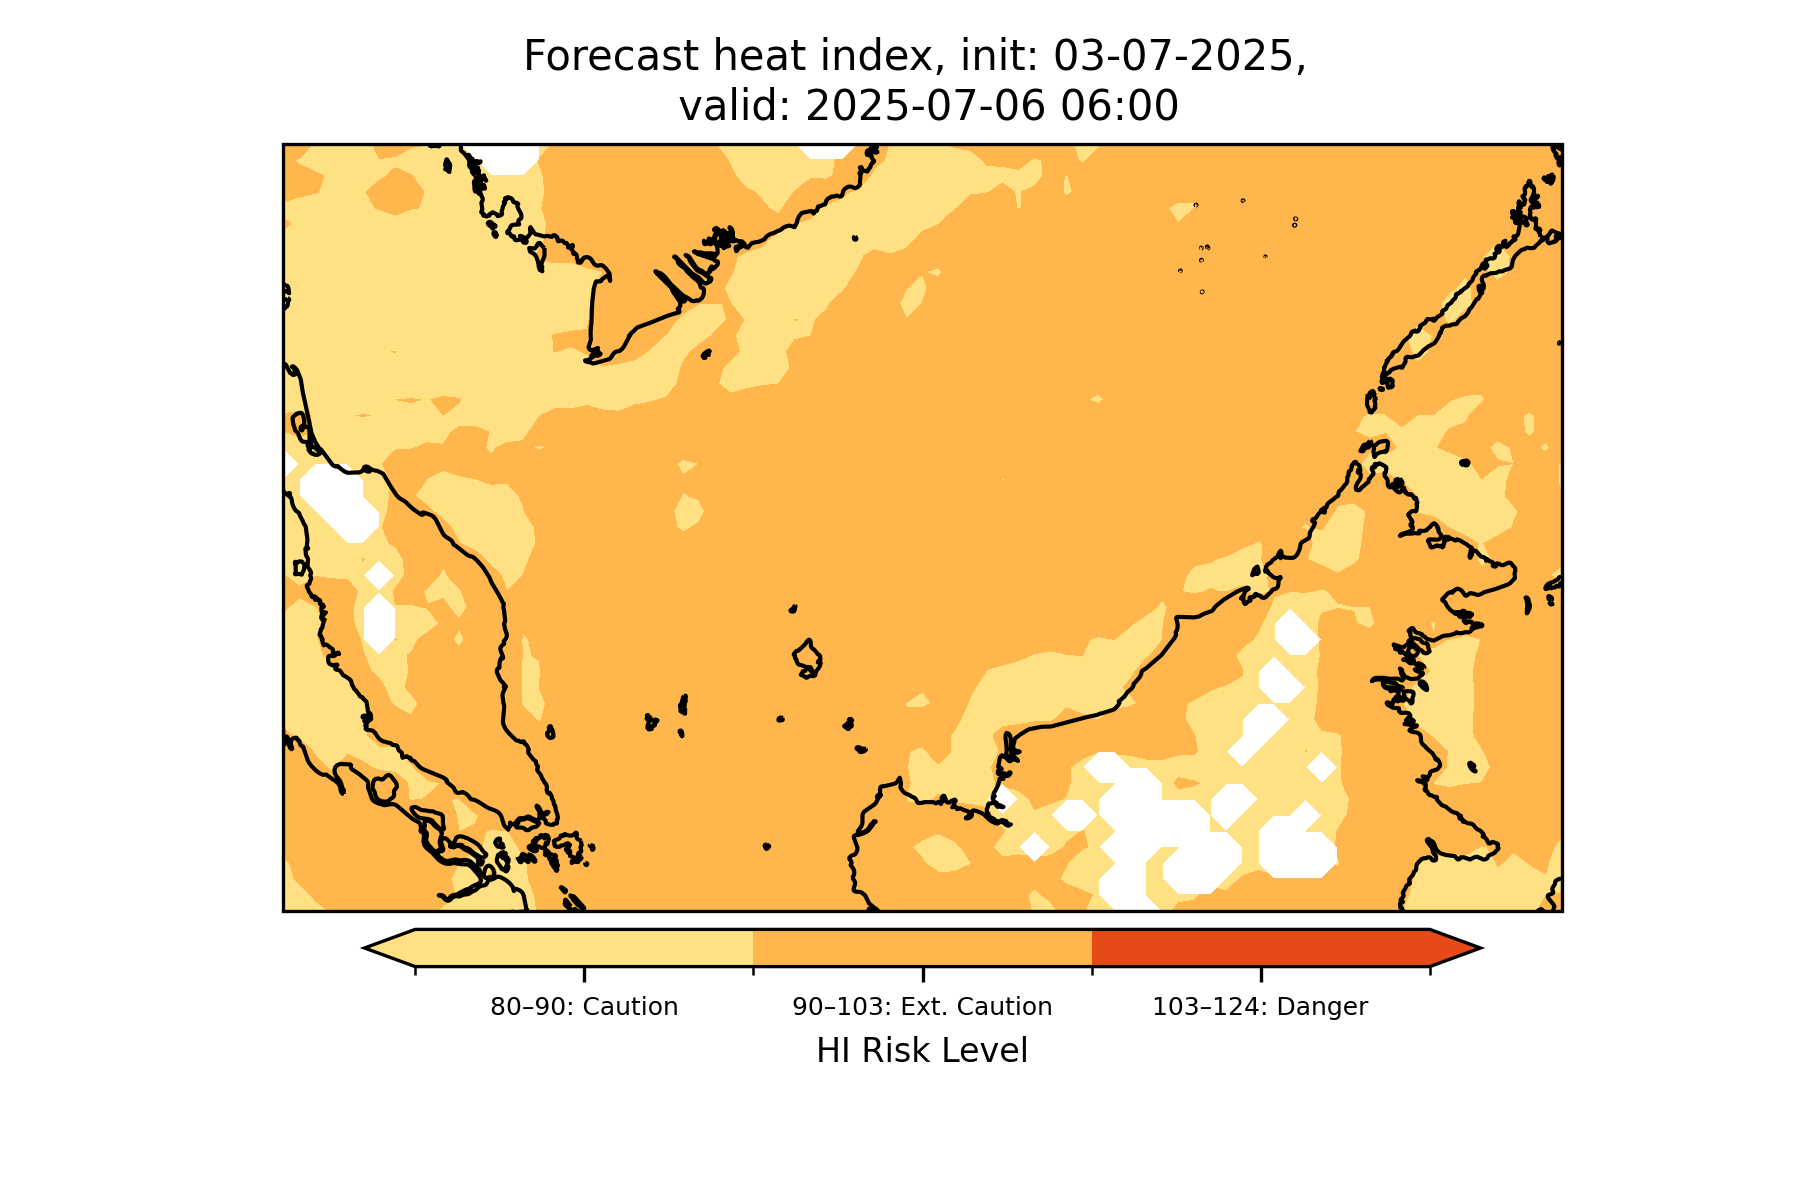 Forecast heat index, init: 03-07-2025,
valid: 2025-07-06 06:00
80–90: Caution
90–103: Ext. Caution
103–124: Danger
HI Risk Level